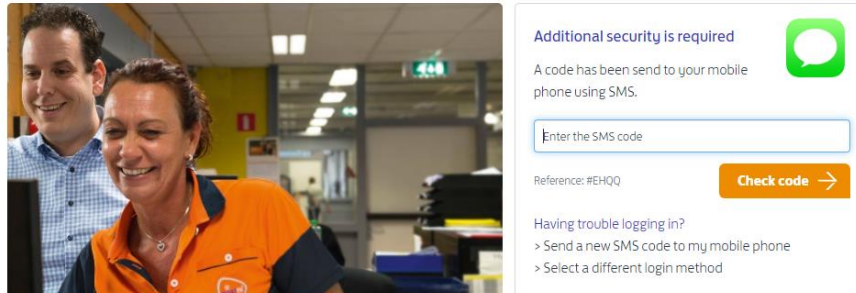 Additional security is required
A code has been send to your mobile
phone using SMS.
Enter the SMS code
Reference: #EHQQ
Check code
Having trouble logging in?
> Send a new SMS code to my mobile phone
> Select a different login method